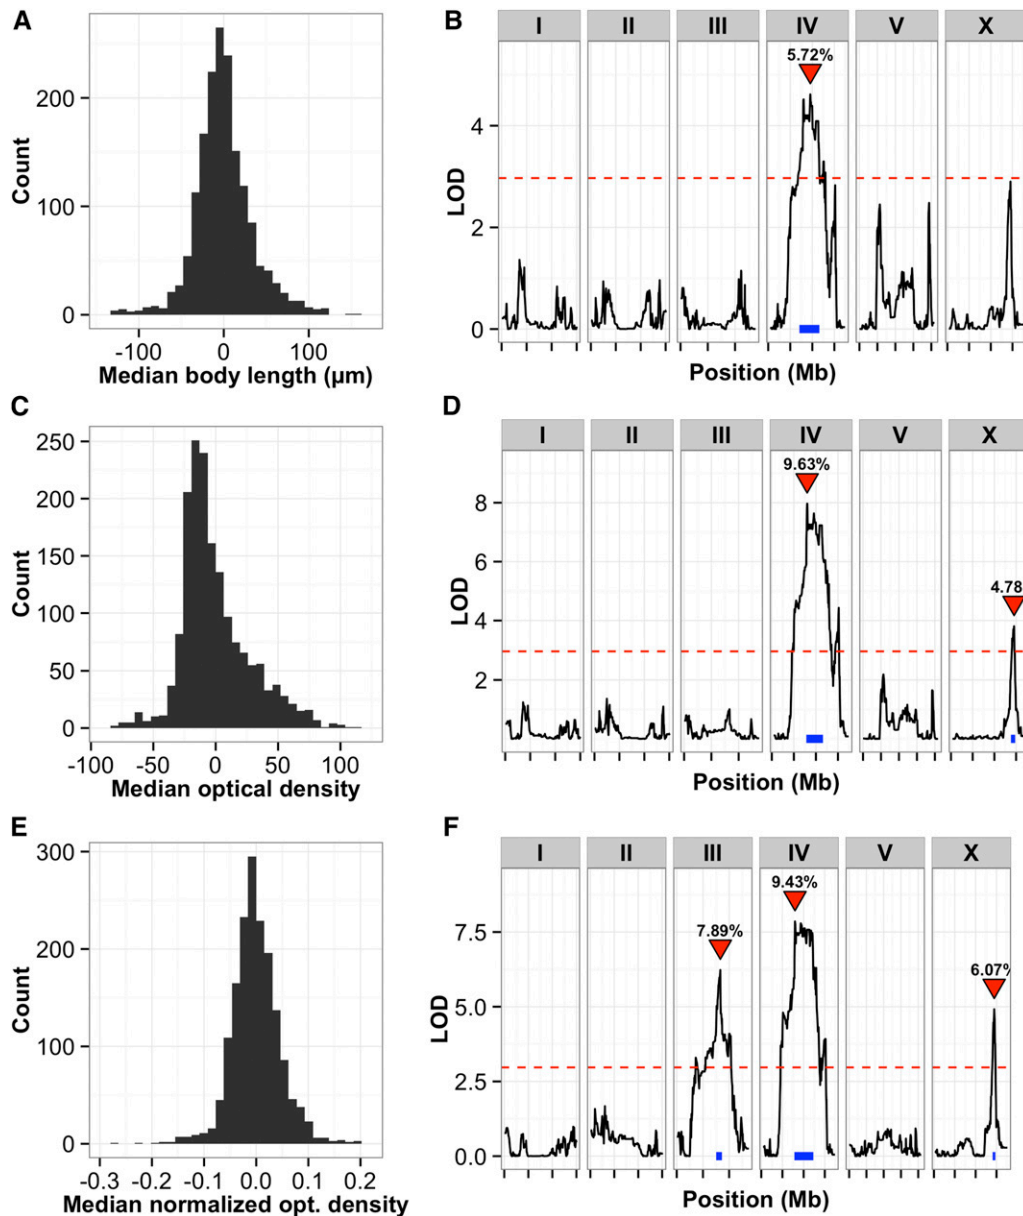 A
Count
200
100
0
-100 0 100
Median body length (µm)
B
I II III IV V X
5.72%
LOD
4
2
0
Position (Mb)
C
Count
250
200
150
100
50
0
-100 -50 0 50 100
Median optical density
D
I II III IV V X
9.63%
4.78
LOD
8
6
4
2
Position (Mb)
E
Count
300
200
100
0
-0.3 -0.2 -0.1 0.0 0.1 0.2
Median normalized opt. density
F
I II III IV V X
9.43%
7.89%
6.07%
LOD
7.5
5.0
2.5
0.0
Position (Mb)